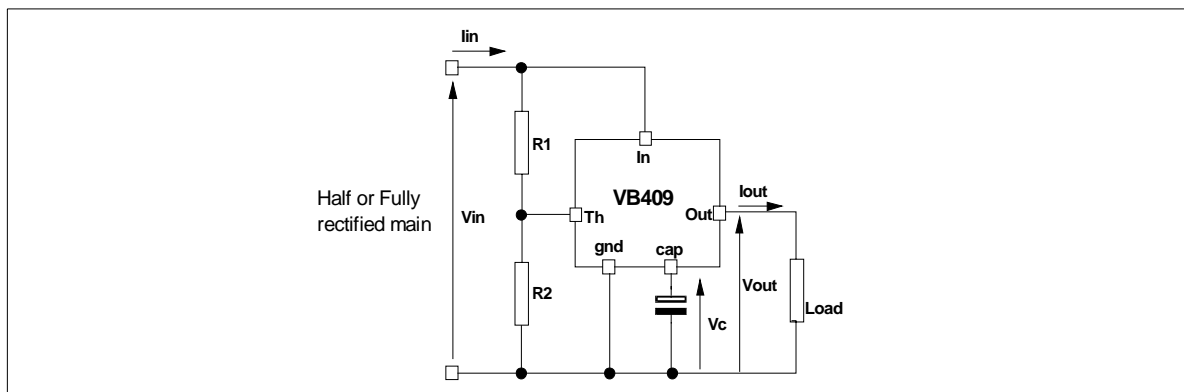 Iin
R1
In
VB409
Iout
Half or Fully
rectified main
Vin
Th
Out
gnd
cap
R2
Vc
Vout
Load